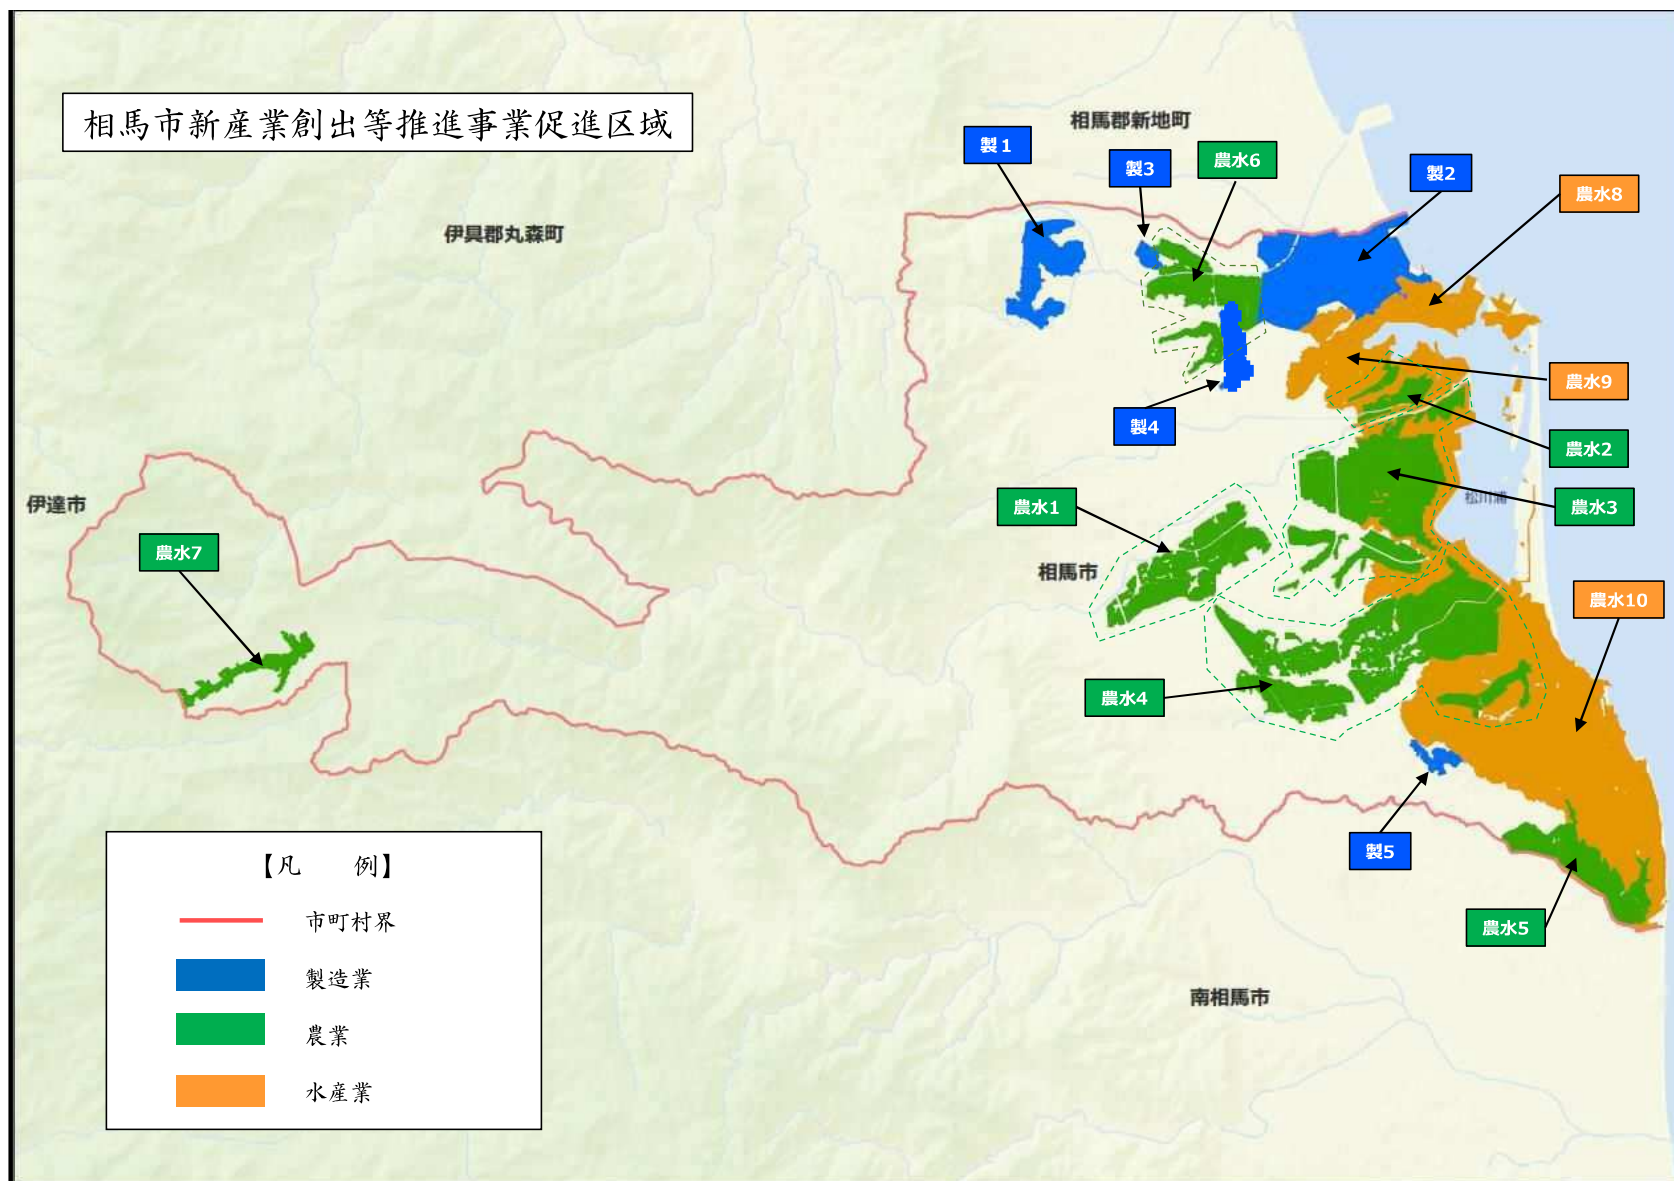 相馬市新産業創出等推進事業促進区域
相馬郡新地町
製1
製3
農水6
製2
農水8
伊具郡丸森町
農水9
製4
農水2
伊達市
農水1
松川浦
農水3
農水7
相馬市
農水10
農水4
製5
農水5
南相馬市
【凡 例】
市町村界
製造業
農業
水産業